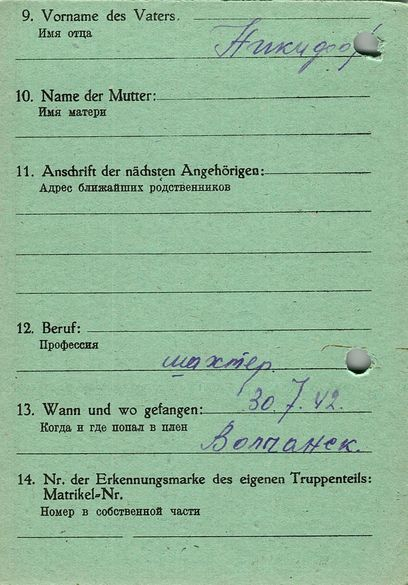 9. Vorname des Vaters.
Имя отца
Никифор
10. Name der Mutter:
Имя матери
11. Anschrift der nächsten Angehörigen:
Адрес ближайших родственников
12. Beruf:
Профессия
шахтер.
13. Wann und wo gefangen: 30.7.42.
Когда и где попал в плен
Волчанск.
14. Nr. der Erkennungsmarke des eigenen Truppenteils:
Matrikel-Nr.
Номер в собственной части